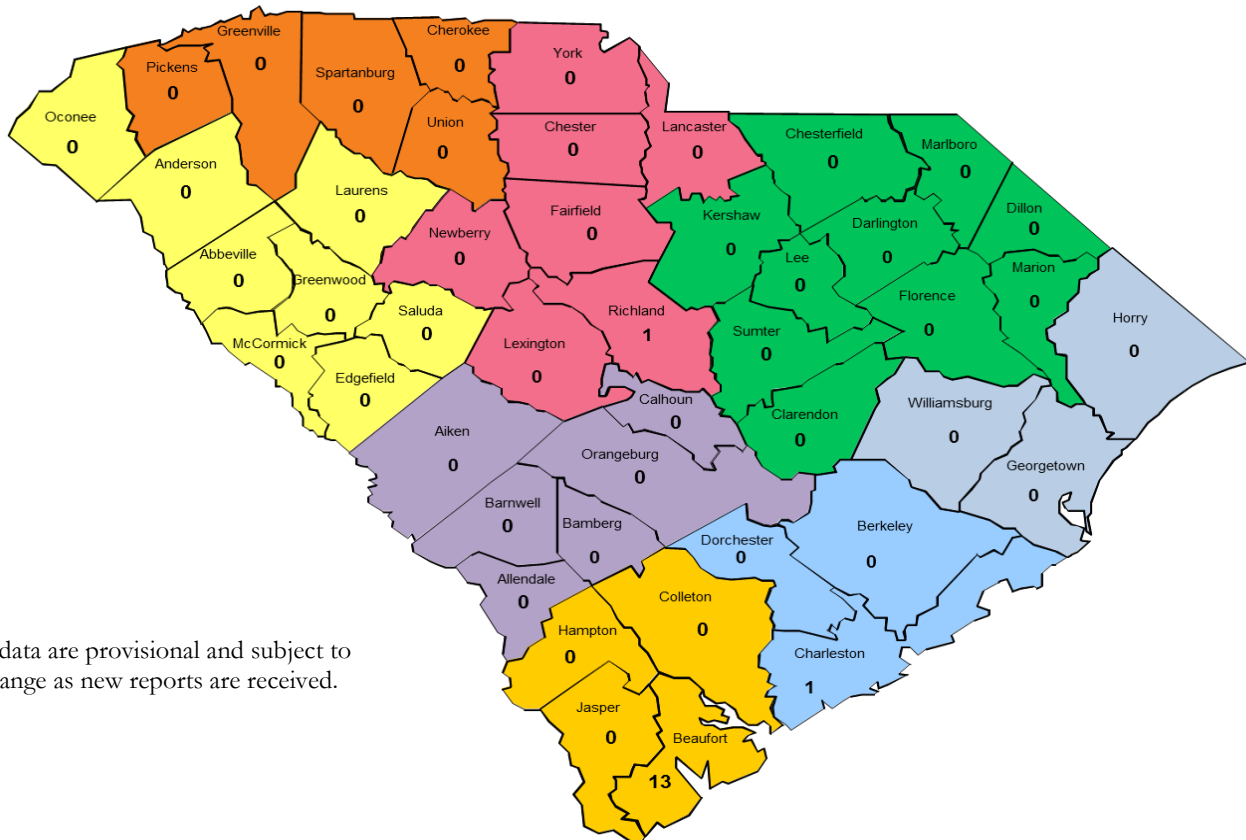 Greenville
0
Cherokee
0
York
0
Pickens
0
Spartanburg
0
Oconee
0
Union
0
Chester
0
Lancaster
0
Chesterfield
0
Marlboro
0
Anderson
0
Laurens
0
Fairfield
0
Kershaw
0
Darlington
0
Dillon
0
Newberry
0
Abbeville
0
Greenwood
0
Lee
0
Marion
0
Saluda
0
Richland
1
Florence
0
Horry
0
McCormick
0
Lexington
0
Sumter
0
Edgefield
0
Calhoun
0
Clarendon
0
Williamsburg
0
Aiken
0
Orangeburg
0
Georgetown
0
Barnwell
0
Bamberg
0
Dorchester
0
Berkeley
0
Allendale
0
Colleton
0
Hampton
0
Charleston
1
data are provisional and subject to
ange as new reports are received.
Jasper
0
Beaufort
13